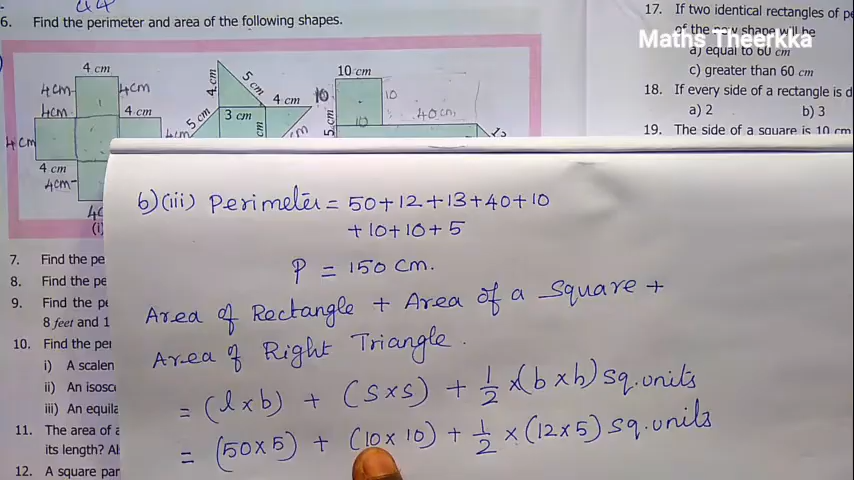 44
6. Find the perimeter and area of the following shapes.
4 cm
4cm
4cm
4cm
4 cm
4cm
4 cm
4cm
(i)
4 cm
5 cm
4 cm
5 cm
3 cm
cm
cm
10 cm
10
10
10
40cm
5 cm
17. If two identical rectangles of pe
of the new shape will be
a) equal to 60 cm
c) greater than 60 cm
18. If every side of a rectangle is d
a) 2 b) 3
19. The side of a square is 10 cm
Maths Theerkka
b)(iii) Perimeter = 50+12+13+40+10
+10+10+5
P = 150 cm.
Area of Rectangle + Area of a Square +
Area of Right Triangle.
= (l×b) + (s×s) + 1/2 ×(b×b) sq.units
= (50×5) + (10×10) + 1/2 × (12×5) sq.units
7. Find the pe
8. Find the pe
9. Find the pe
8 feet and 1
10. Find the per
i) A scalen
ii) An isosc
iii) An equila
11. The area of a
its length? Al
12. A square par